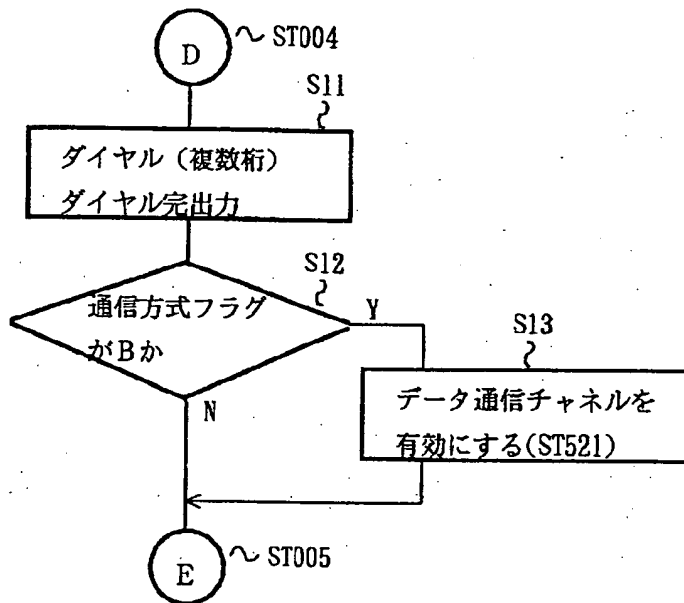 D
ST004
S11
ダイヤル（複数桁）
ダイヤル完出力
S12
通信方式フラグ
がBか
Y
N
S13
データ通信チャネルを
有効にする(ST521)
E
ST005